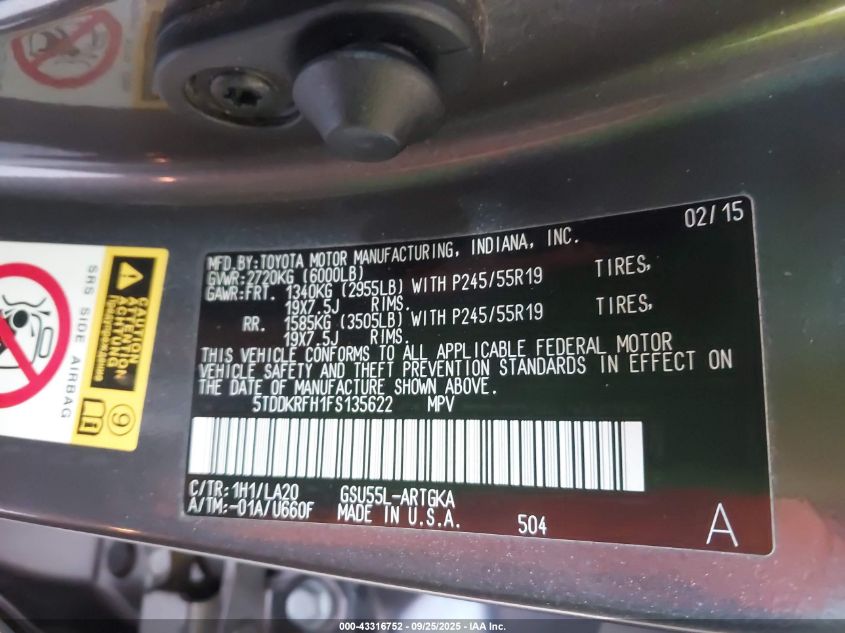 02/15
MFD.BY:TOYOTA MOTOR MANUFACTURING, INDIANA, INC.
GVWR:2720KG (6000LB)
GAWR:FRT. 1340KG (2955LB) WITH P245/55R19 TIRES,
19X7.5J RIMS.
RR. 1585KG (3505LB) WITH P245/55R19 TIRES,
19X7.5J RIMS.
THIS VEHICLE CONFORMS TO ALL APPLICABLE FEDERAL MOTOR
VEHICLE SAFETY AND THEFT PREVENTION STANDARDS IN EFFECT ON
THE DATE OF MANUFACTURE SHOWN ABOVE.
5TDDKRFH1FS135622 MPV
C/TR:1H1/LA20 GSU55L-ARTGKA
A/TM:-01A/U660F MADE IN U.S.A. 504 A
SRS SIDE AIRBAG
CAUTION
ATTENTION
ACHTUNG
9
000-43316752 - 09/25/2025 - IAA Inc.